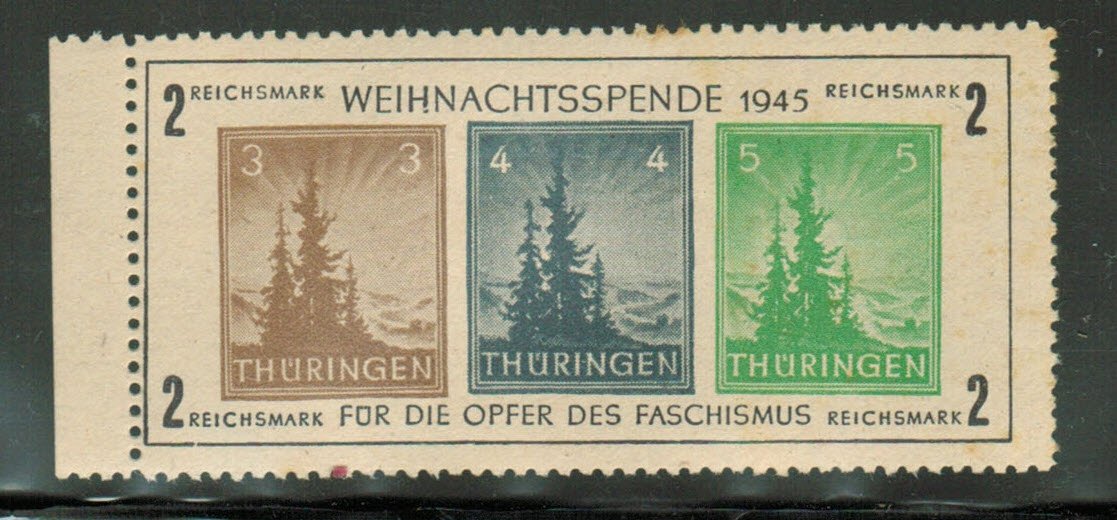 2 REICHSMARK WEIHNACHTSSPENDE 1945 REICHSMARK 2
3 3 4 4 5 5
THÜRINGEN THÜRINGEN THÜRINGEN
2 REICHSMARK FÜR DIE OPFER DES FASCHISMUS REICHSMARK 2